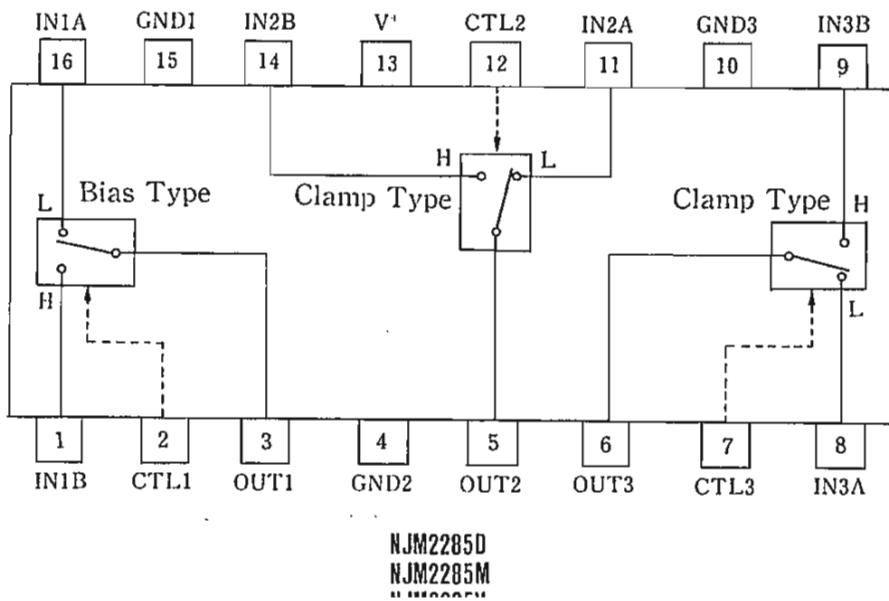 IN1A GND1 IN2B V+ CTL2 IN2A GND3 IN3B
16 15 14 13 12 11 10 9
H L
Bias Type Clamp Type Clamp Type
L H
H L
1 2 3 4 5 6 7 8
IN1B CTL1 OUT1 GND2 OUT2 OUT3 CTL3 IN3A
NJM2285D
NJM2285M